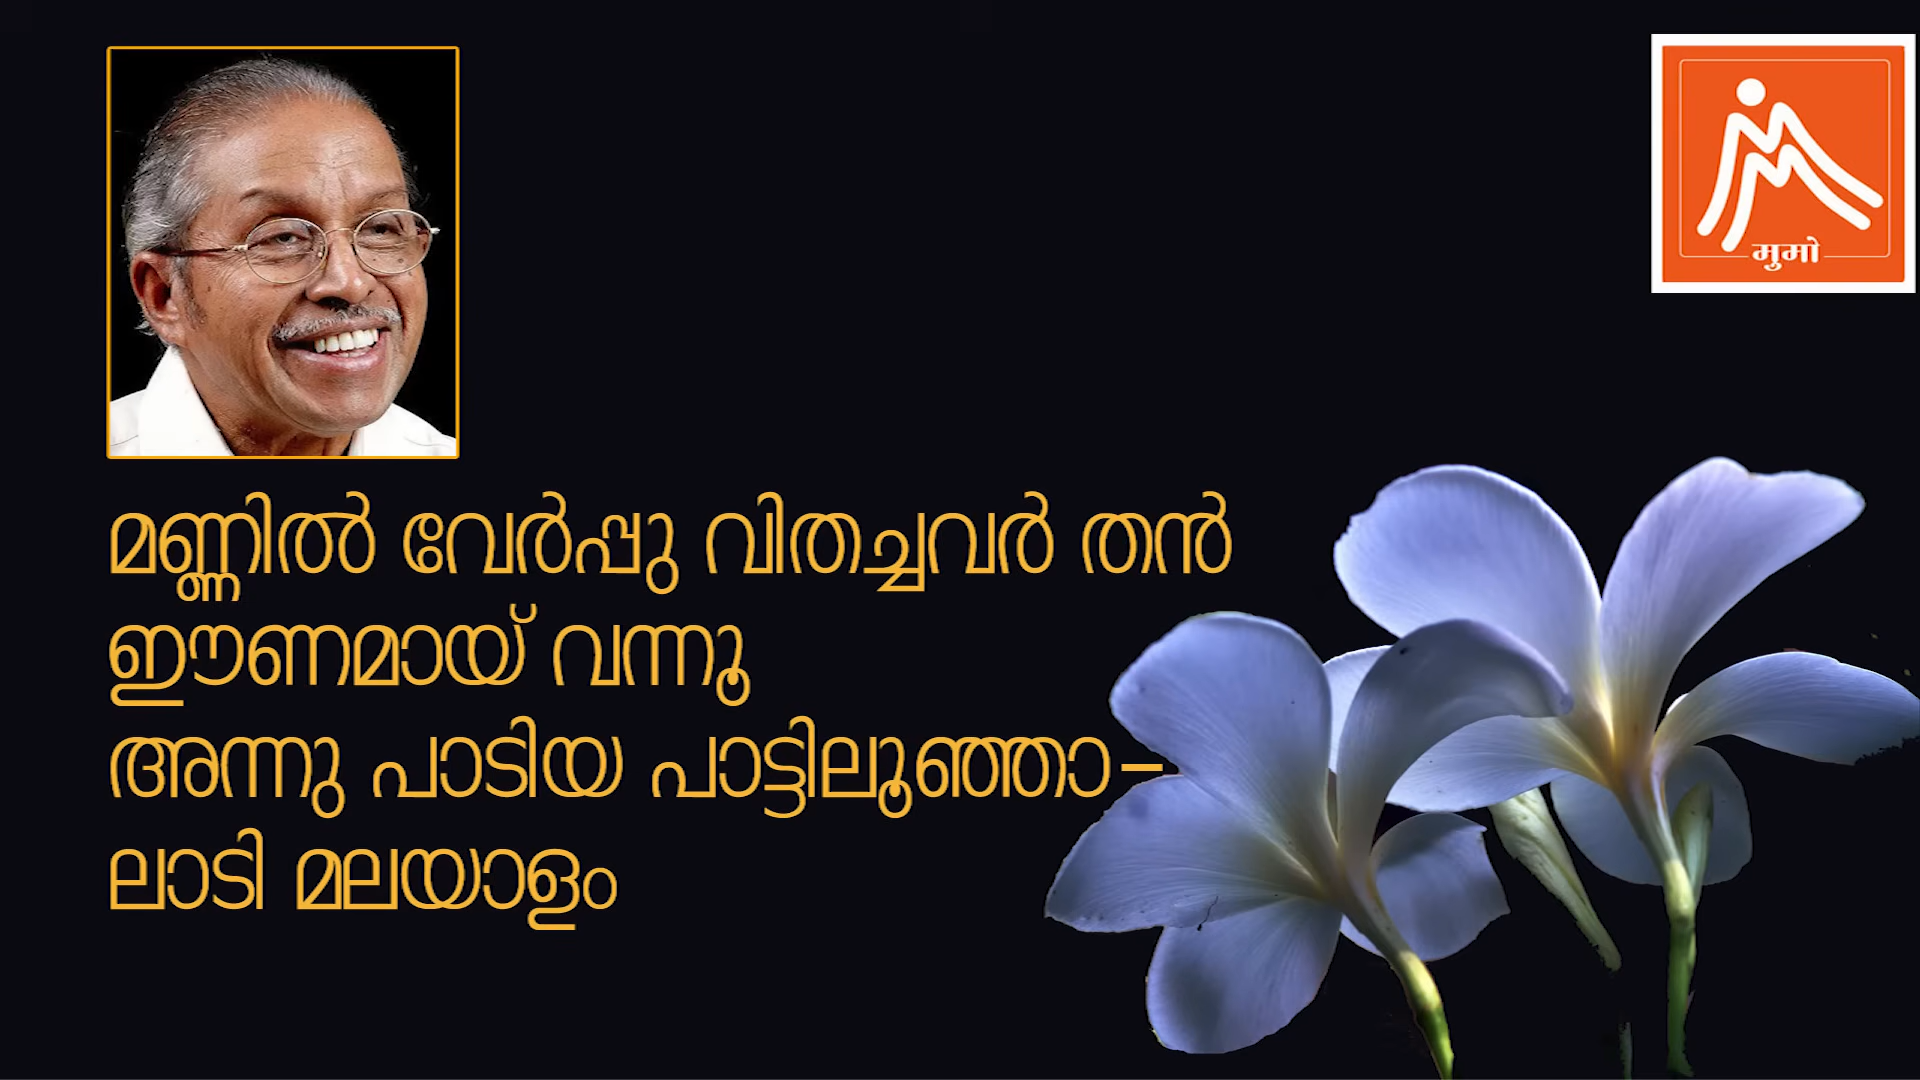 मुमो
മണ്ണിൽ വേർപ്പു വിതച്ചവർ തൻ
ഈണമായ് വന്നൂ
അന്നു പാടിയ പാട്ടിലൂഞ്ഞാ-
ലാടി മലയാളം